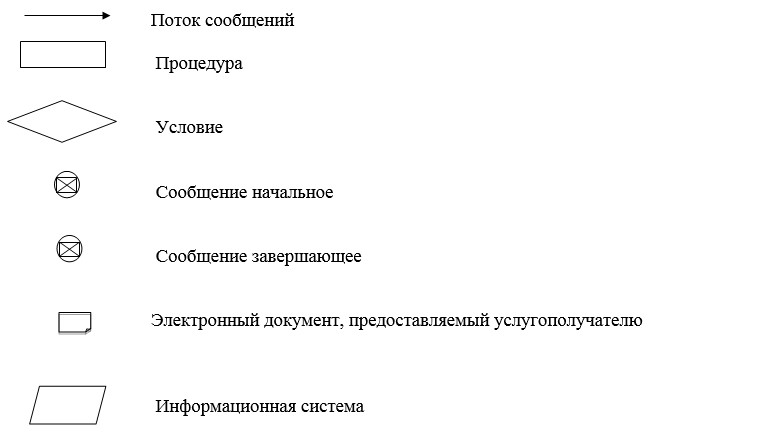 Поток сообщений
Процедура
Условие
Сообщение начальное
Сообщение завершающее
Электронный документ, предоставляемый услугополучателю
Информационная система